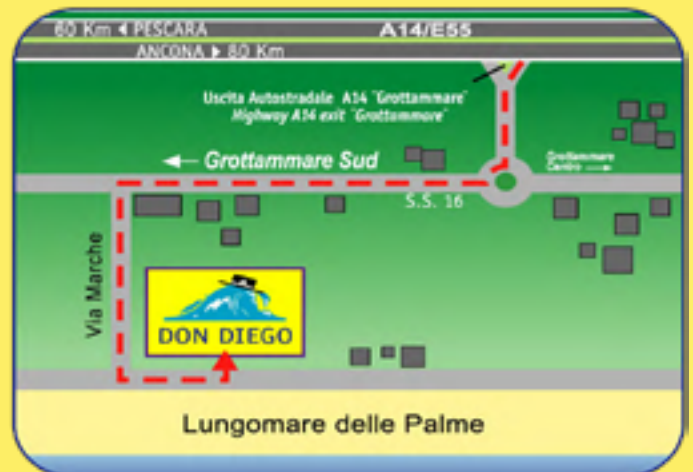 60 Km ◄ PESCARA A14/E55
ANCONA ► 80 Km
Uscita Autostradale A14 "Grottammare"
Highway A14 exit "Grottammare"
← Grottammare Sud
Grottammare
Centro →
S.S. 16
Via Marche
DON DIEGO
Lungomare delle Palme